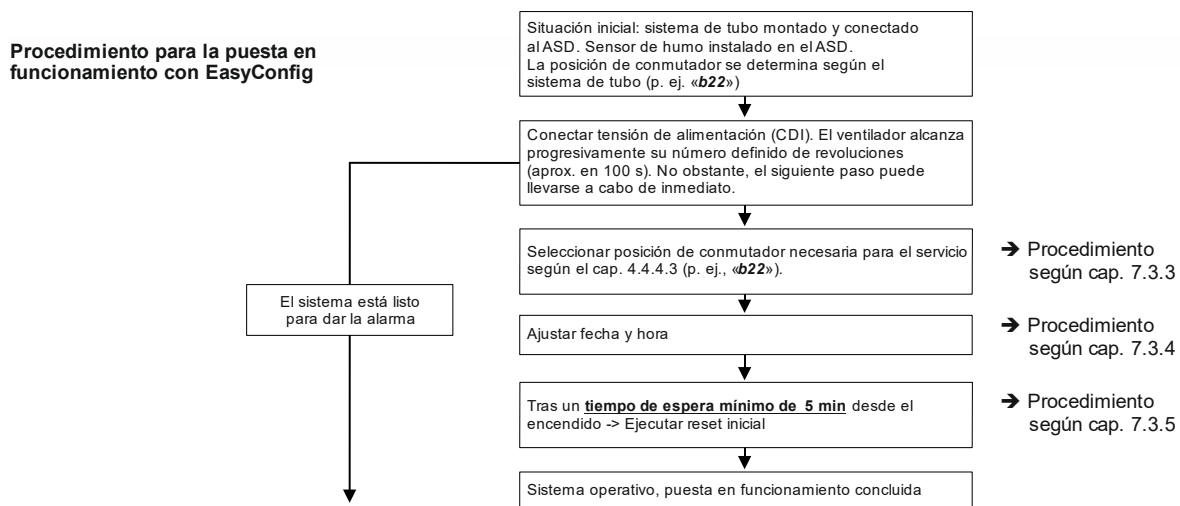 Procedimiento para la puesta en
funcionamiento con EasyConfig
Situación inicial: sistema de tubo montado y conectado
al ASD. Sensor de humo instalado en el ASD.
La posición de conmutador se determina según el
sistema de tubo (p. ej. «b22»)
Conectar tensión de alimentación (CDI). El ventilador alcanza
progresivamente su número definido de revoluciones
(aprox. en 100 s). No obstante, el siguiente paso puede
llevarse a cabo de inmediato.
Seleccionar posición de conmutador necesaria para el servicio
según el cap. 4.4.4.3 (p. ej., «b22»).
➔ Procedimiento
según cap. 7.3.3
El sistema está listo
para dar la alarma
Ajustar fecha y hora
➔ Procedimiento
según cap. 7.3.4
Tras un tiempo de espera mínimo de 5 min desde el
encendido -> Ejecutar reset inicial
➔ Procedimiento
según cap. 7.3.5
Sistema operativo, puesta en funcionamiento concluida